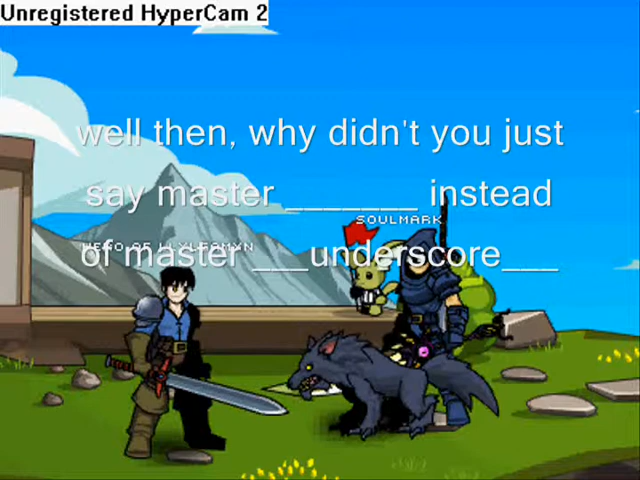 Unregistered HyperCam 2
well then, why didn't you just
say master _______ instead
SOULMARK
of master ___underscore___